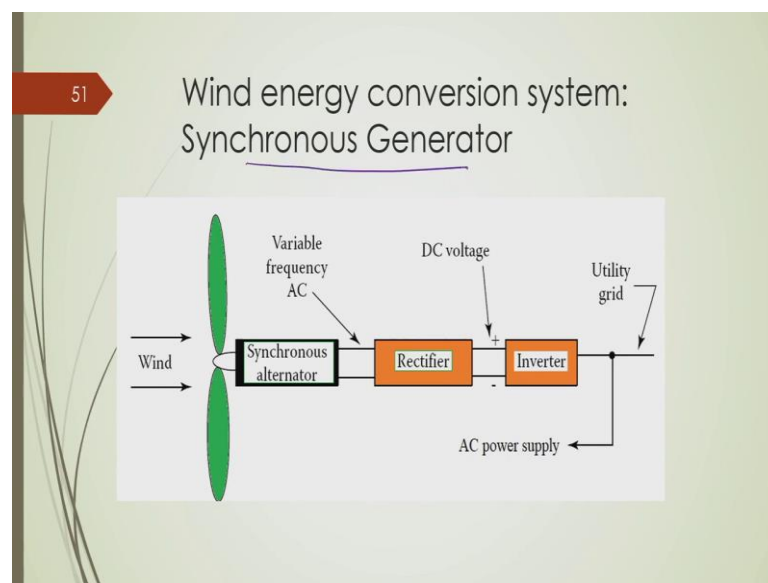 51
Wind energy conversion system:
Synchronous Generator
Variable
frequency
AC
DC voltage
Utility
grid
Wind
Synchronous
alternator
Rectifier
+
-
Inverter
AC power supply